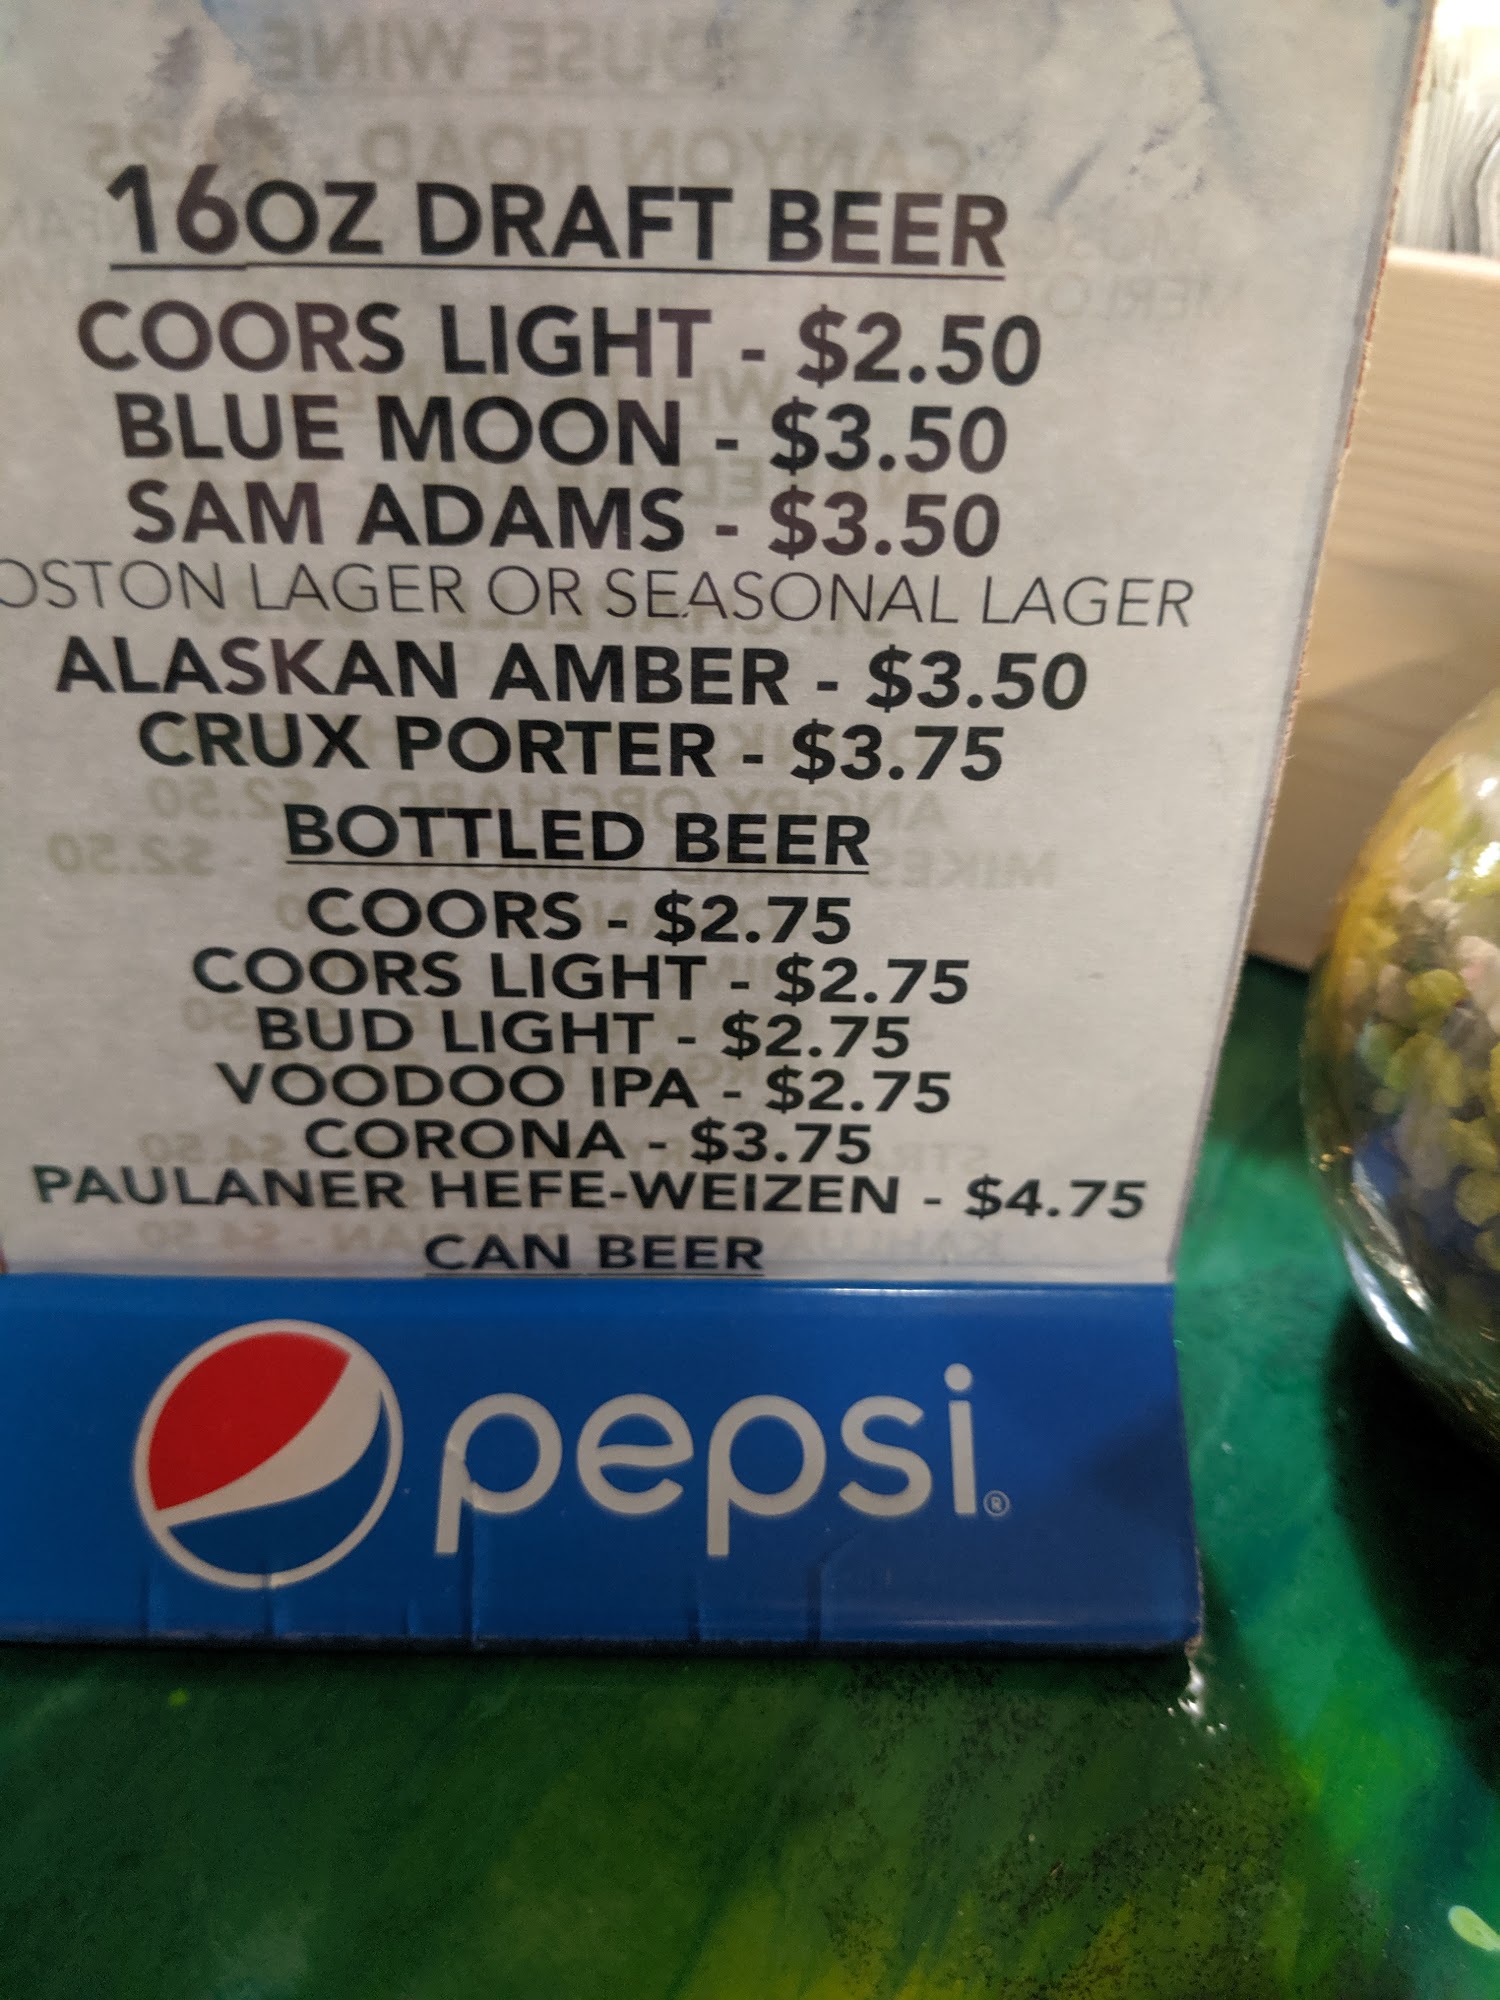 16OZ DRAFT BEER
COORS LIGHT - $2.50
BLUE MOON - $3.50
SAM ADAMS - $3.50
OSTON LAGER OR SEASONAL LAGER
ALASKAN AMBER - $3.50
CRUX PORTER - $3.75
BOTTLED BEER
COORS - $2.75
COORS LIGHT - $2.75
BUD LIGHT - $2.75
VOODOO IPA - $2.75
CORONA - $3.75
PAULANER HEFE-WEIZEN - $4.75
CAN BEER
pepsi®